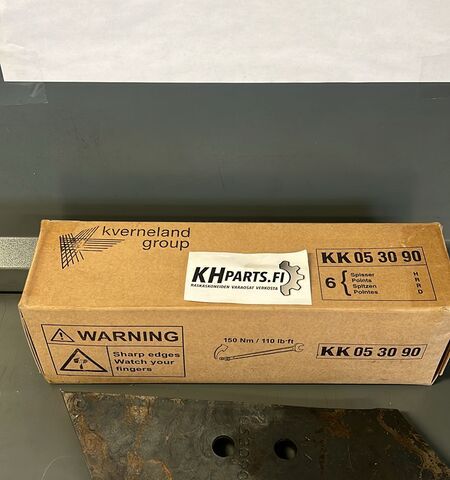 kverneland
group
KHPARTS.FI
RASKASKONEIDEN VARAOSAT VERKOSTA
KK 05 30 90
6 { Spisser H
Points R
Spitzen R
Pointes D
WARNING
Sharp edges
Watch your
fingers
150 Nm / 110 lb·ft
KK 05 30 90